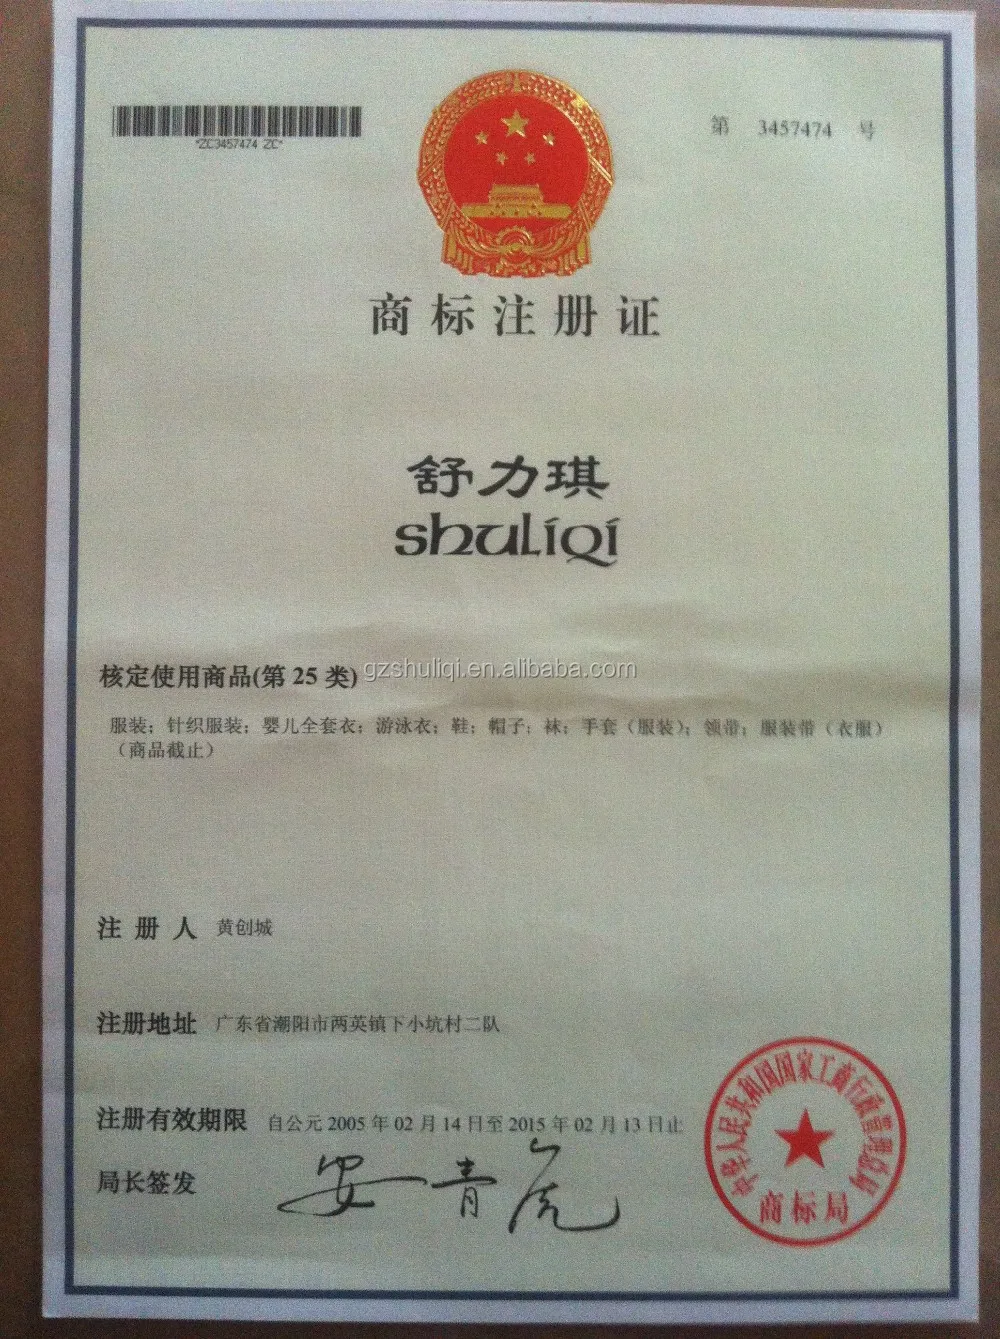 *ZC3457474 ZC*
第 3457474 号
商标注册证
舒力琪
shuliqi
核定使用商品(第 25 类)
gzshuliqi.en.alibaba.com
服装；针织服装；婴儿全套衣；游泳衣；鞋；帽子；袜；手套（服装）；领带；服装带（衣服）
（商品截止）
注 册 人 黄创城
注册地址 广东省潮阳市两英镇下小坑村二队
注册有效期限 自公元 2005 年 02 月 14 日至 2015 年 02 月 13 日止
局长签发 安青虎
中华人民共和国国家工商行政管理总局
商标局